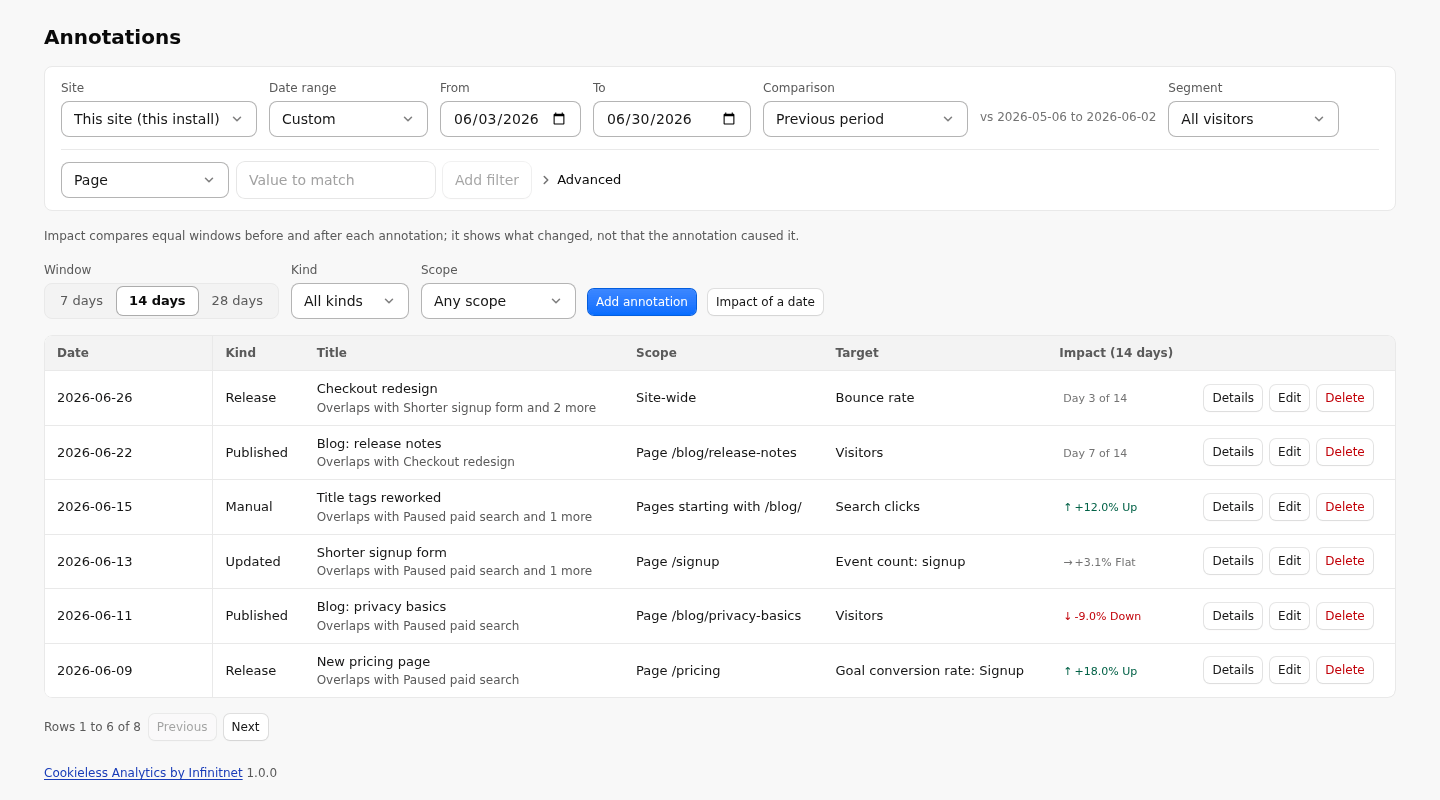 Annotations
Site
Date range
From
To
Comparison
Segment
This site (this install)
Custom
06/03/2026
06/30/2026
Previous period
vs 2026-05-06 to 2026-06-02
All visitors
Page
Value to match
Add filter
Advanced
Impact compares equal windows before and after each annotation; it shows what changed, not that the annotation caused it.
Window
Kind
Scope
7 days
14 days
28 days
All kinds
Any scope
Add annotation
Impact of a date
Date Kind Title Scope Target Impact (14 days)
2026-06-26 Release Checkout redesign Site-wide Bounce rate Day 3 of 14 Details Edit Delete
Overlaps with Shorter signup form and 2 more
2026-06-22 Published Blog: release notes Page /blog/release-notes Visitors Day 7 of 14 Details Edit Delete
Overlaps with Checkout redesign
2026-06-15 Manual Title tags reworked Pages starting with /blog/ Search clicks ↑ +12.0% Up Details Edit Delete
Overlaps with Paused paid search and 1 more
2026-06-13 Updated Shorter signup form Page /signup Event count: signup → +3.1% Flat Details Edit Delete
Overlaps with Paused paid search and 1 more
2026-06-11 Published Blog: privacy basics Page /blog/privacy-basics Visitors ↓ -9.0% Down Details Edit Delete
Overlaps with Paused paid search
2026-06-09 Release New pricing page Page /pricing Goal conversion rate: Signup ↑ +18.0% Up Details Edit Delete
Overlaps with Paused paid search
Rows 1 to 6 of 8 Previous Next
Cookieless Analytics by Infinitnet 1.0.0